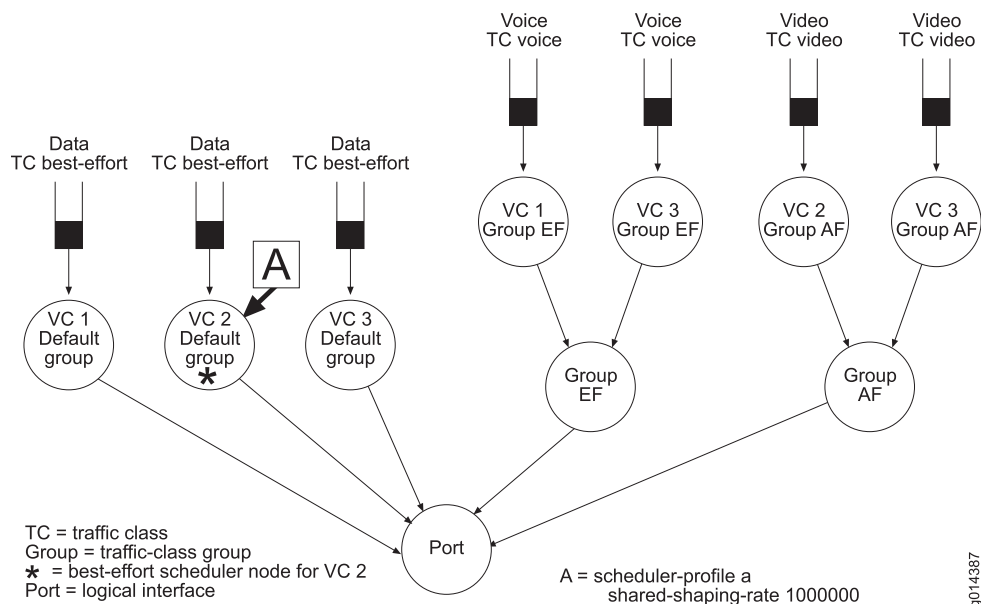 Voice
TC voice
Voice
TC voice
Video
TC video
Video
TC video
Data
TC best-effort
Data
TC best-effort
Data
TC best-effort
VC 1
Group EF
VC 3
Group EF
VC 2
Group AF
VC 3
Group AF
A
VC 1
Default
group
VC 2
Default
group
*
VC 3
Default
group
Group
EF
Group
AF
Port
TC = traffic class
Group = traffic-class group
* = best-effort scheduler node for VC 2
Port = logical interface
A = scheduler-profile a
shared-shaping-rate 1000000
g014387